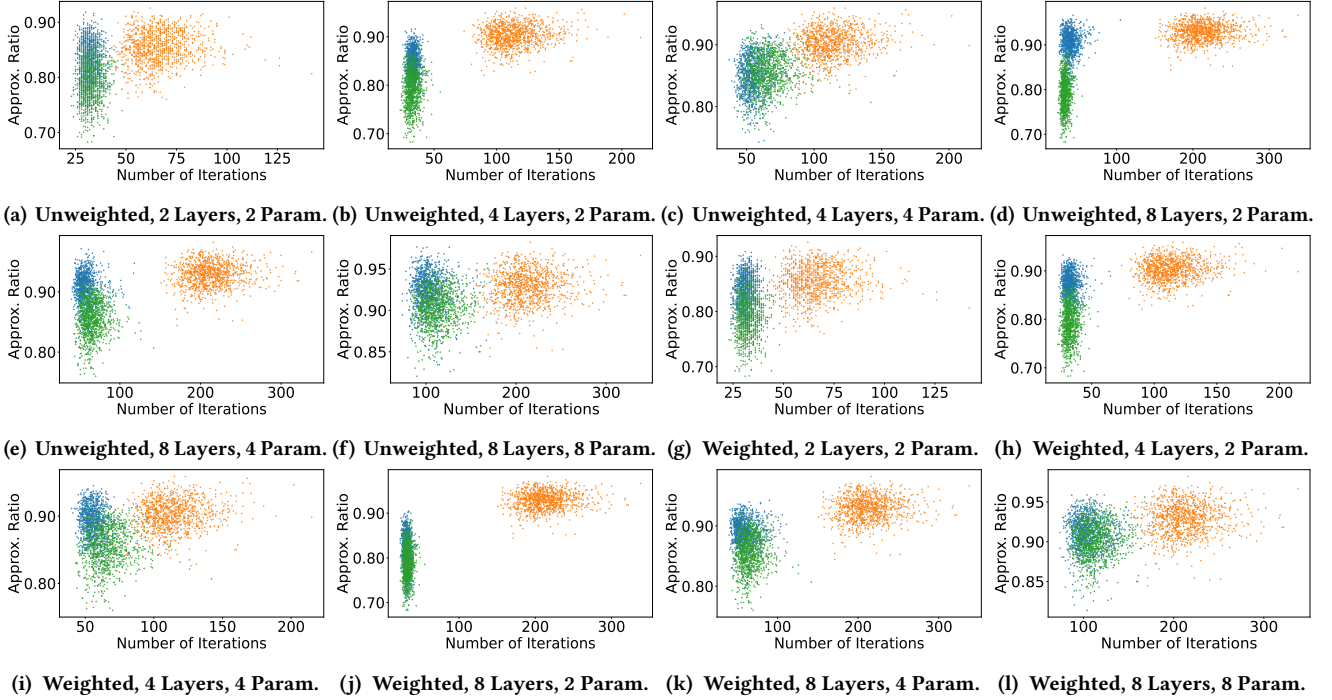 0.90
0.80
0.70
Approx. Ratio
25 50 75 100 125
Number of Iterations
0.90
0.80
0.70
Approx. Ratio
50 100 150 200
Number of Iterations
0.90
0.80
Approx. Ratio
50 100 150 200
Number of Iterations
0.90
0.80
0.70
Approx. Ratio
100 200 300
Number of Iterations
(a) Unweighted, 2 Layers, 2 Param. (b) Unweighted, 4 Layers, 2 Param. (c) Unweighted, 4 Layers, 4 Param. (d) Unweighted, 8 Layers, 2 Param.
0.90
0.80
Approx. Ratio
100 200 300
Number of Iterations
0.95
0.90
0.85
Approx. Ratio
100 200 300
Number of Iterations
0.90
0.80
0.70
Approx. Ratio
25 50 75 100 125
Number of Iterations
0.90
0.80
0.70
Approx. Ratio
50 100 150 200
Number of Iterations
(e) Unweighted, 8 Layers, 4 Param. (f) Unweighted, 8 Layers, 8 Param. (g) Weighted, 2 Layers, 2 Param. (h) Weighted, 4 Layers, 2 Param.
0.90
0.80
Approx. Ratio
50 100 150 200
Number of Iterations
0.90
0.80
0.70
Approx. Ratio
100 200 300
Number of Iterations
0.90
0.80
Approx. Ratio
100 200 300
Number of Iterations
0.95
0.90
0.85
Approx. Ratio
100 200 300
Number of Iterations
(i) Weighted, 4 Layers, 4 Param. (j) Weighted, 8 Layers, 2 Param. (k) Weighted, 8 Layers, 4 Param. (l) Weighted, 8 Layers, 8 Param.